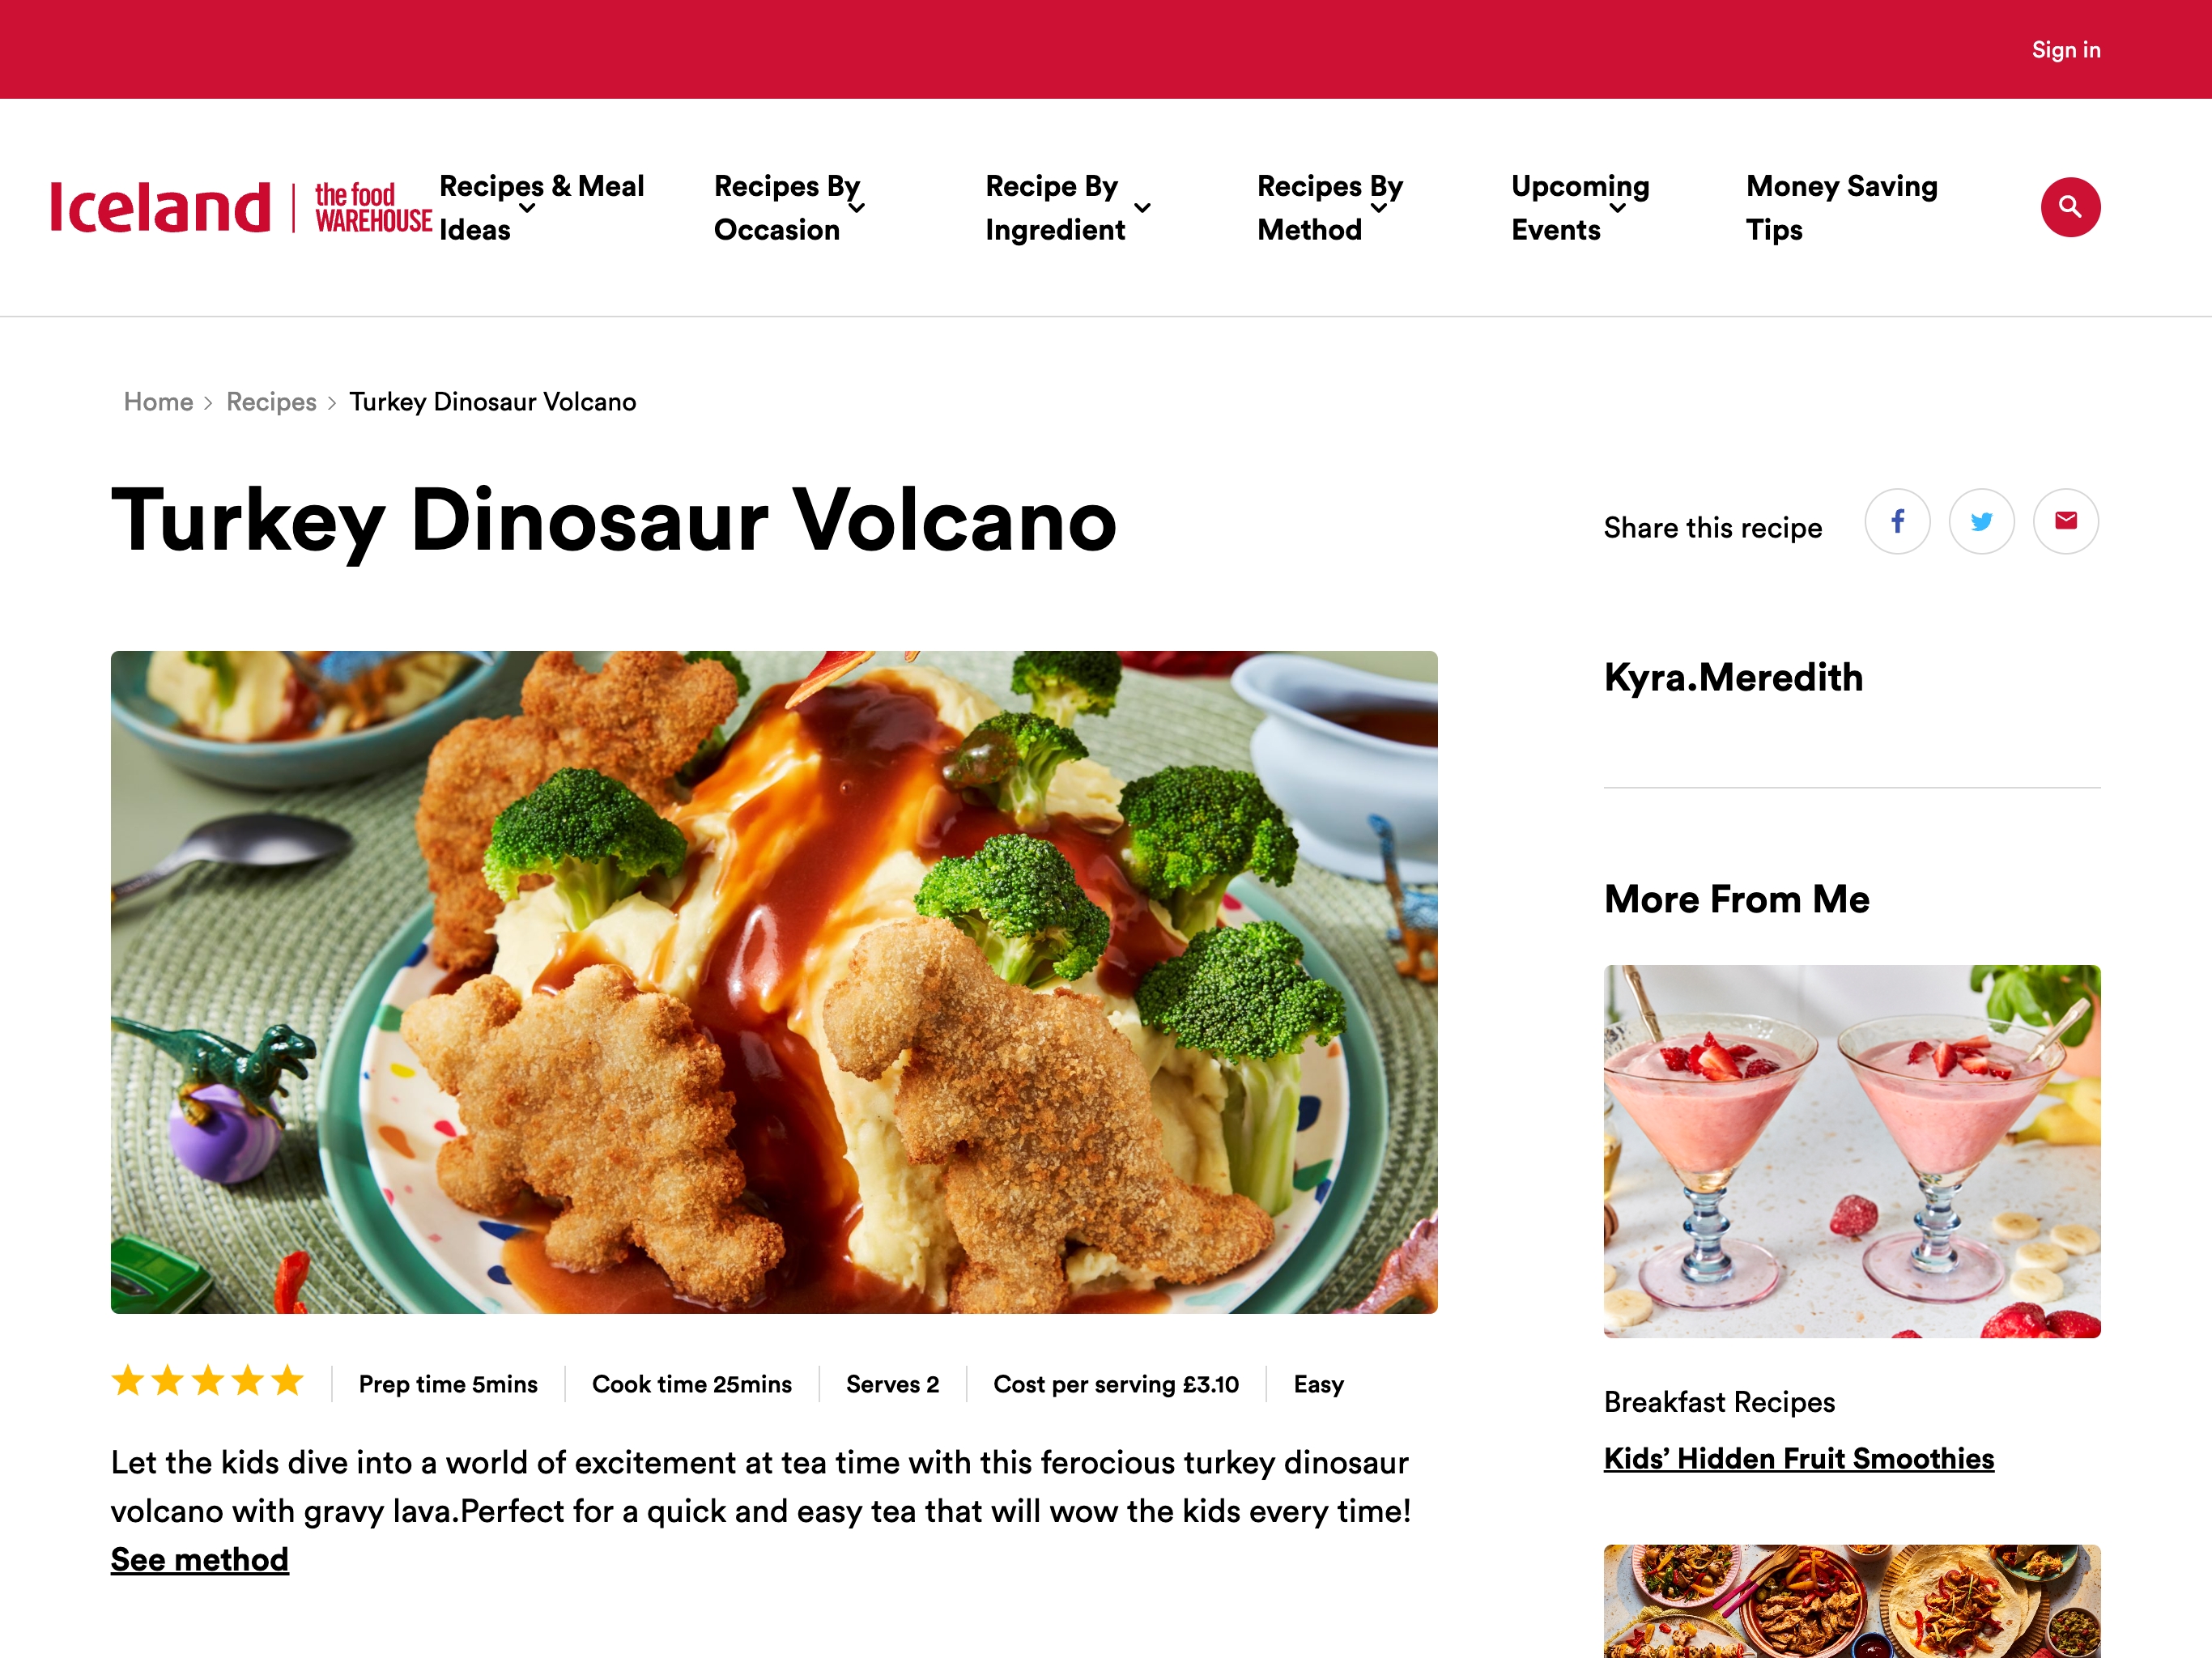 Sign in
Iceland
the food
WAREHOUSE
Recipes & Meal
Ideas
Recipes By
Occasion
Recipe By
Ingredient
Recipes By
Method
Upcoming
Events
Money Saving
Tips
Home > Recipes > Turkey Dinosaur Volcano
Turkey Dinosaur Volcano
Share this recipe
Kyra.Meredith
More From Me
Prep time 5mins
Cook time 25mins
Serves 2
Cost per serving £3.10
Easy
Let the kids dive into a world of excitement at tea time with this ferocious turkey dinosaur
volcano with gravy lava.Perfect for a quick and easy tea that will wow the kids every time!
See method
Breakfast Recipes
Kids’ Hidden Fruit Smoothies